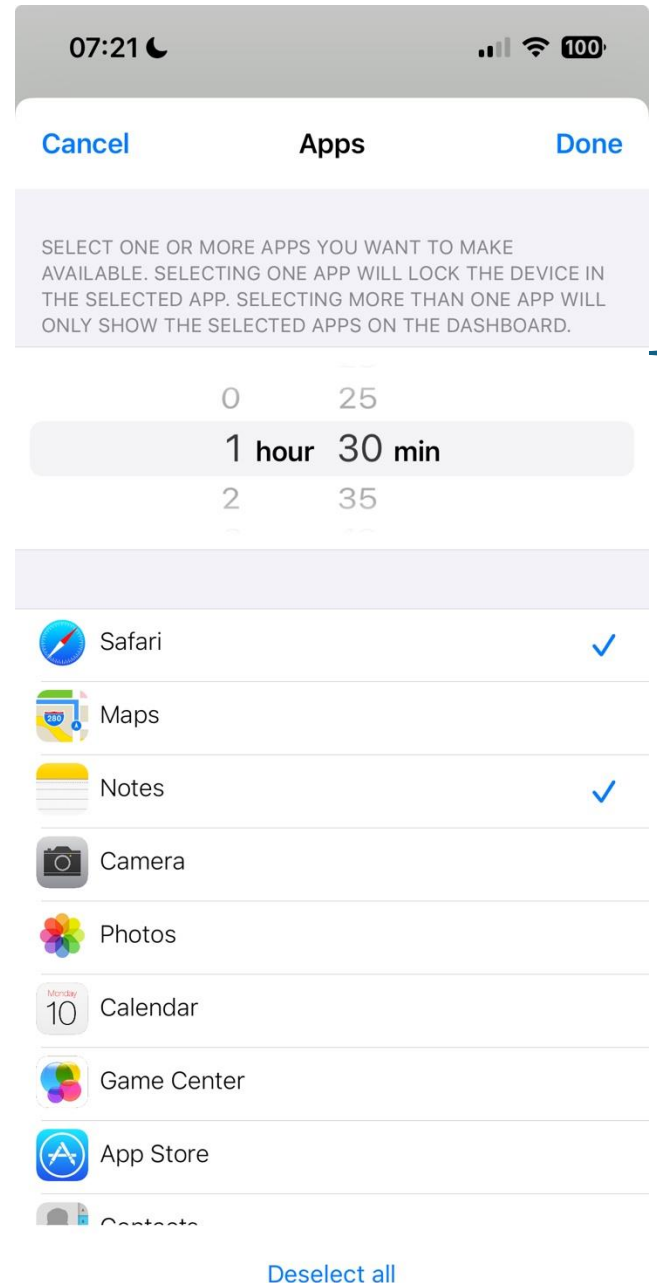 07:21 100
Cancel Apps Done
SELECT ONE OR MORE APPS YOU WANT TO MAKE
AVAILABLE. SELECTING ONE APP WILL LOCK THE DEVICE IN
THE SELECTED APP. SELECTING MORE THAN ONE APP WILL
ONLY SHOW THE SELECTED APPS ON THE DASHBOARD.
0 25
1 hour 30 min
2 35
Safari
280
Maps
Notes
Camera
Photos
Monday
10
Calendar
Game Center
App Store
Deselect all